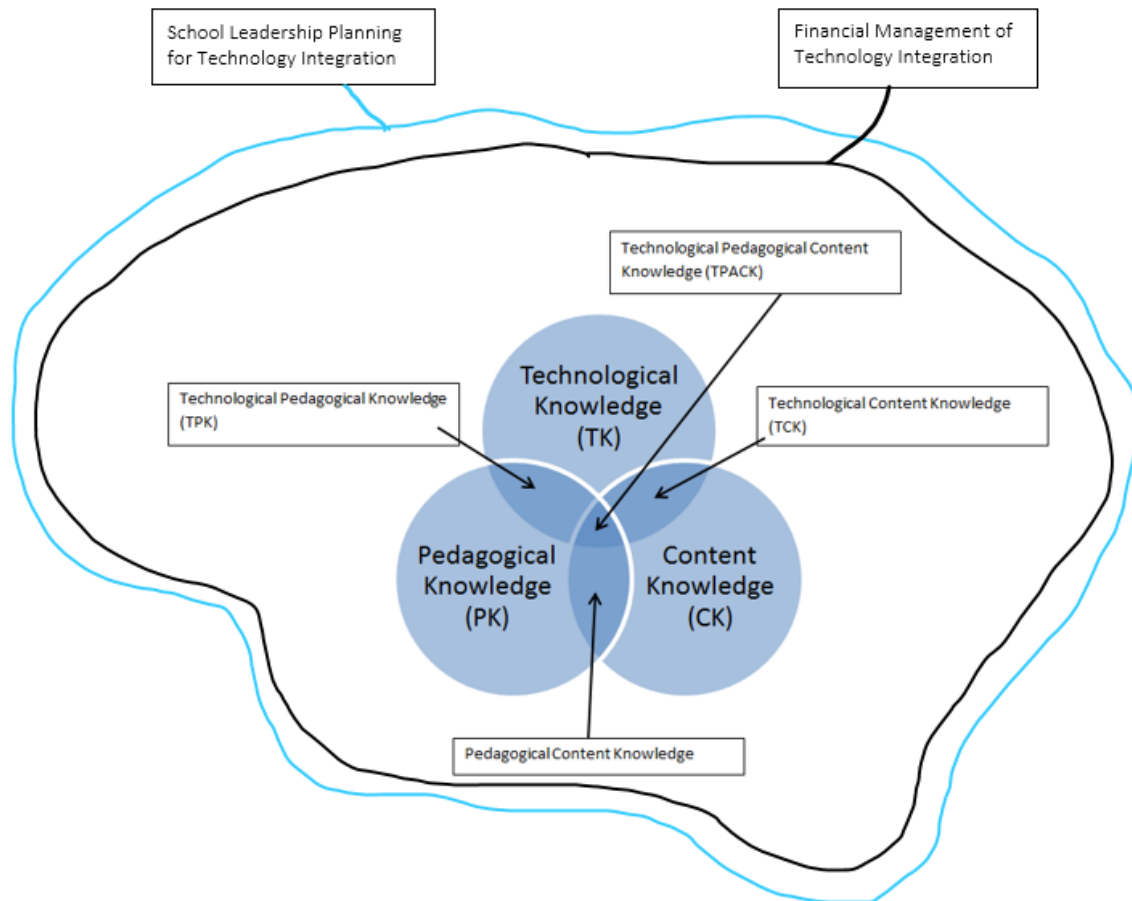 School Leadership Planning
for Technology Integration
Financial Management of
Technology Integration
Technological Pedagogical Content
Knowledge (TPACK)
Technological Pedagogical Knowledge
(TPK)
Technological Content Knowledge
(TCK)
Technological
Knowledge
(TK)
Pedagogical
Knowledge
(PK)
Content
Knowledge
(CK)
Pedagogical Content Knowledge